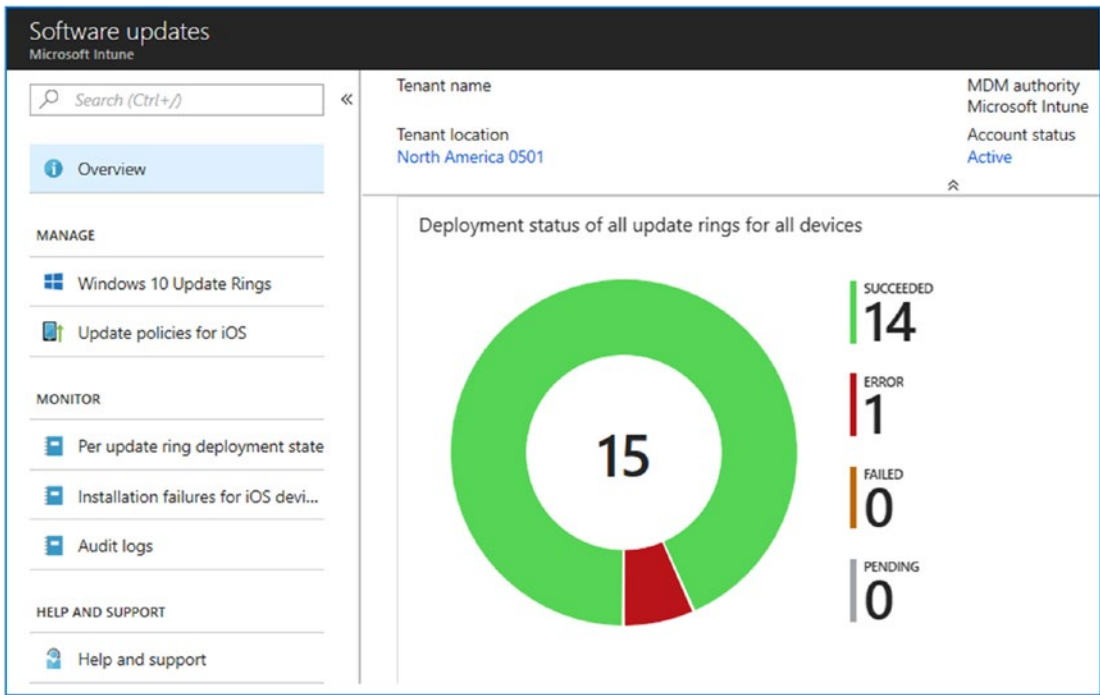 Software updates
Microsoft Intune
Search (Ctrl+/)
«
Overview
MANAGE
Windows 10 Update Rings
Update policies for iOS
MONITOR
Per update ring deployment state
Installation failures for iOS devi...
Audit logs
HELP AND SUPPORT
Help and support
Tenant name
Tenant location
North America 0501
MDM authority
Microsoft Intune
Account status
Active
Deployment status of all update rings for all devices
15
SUCCEEDED
14
ERROR
1
FAILED
0
PENDING
0